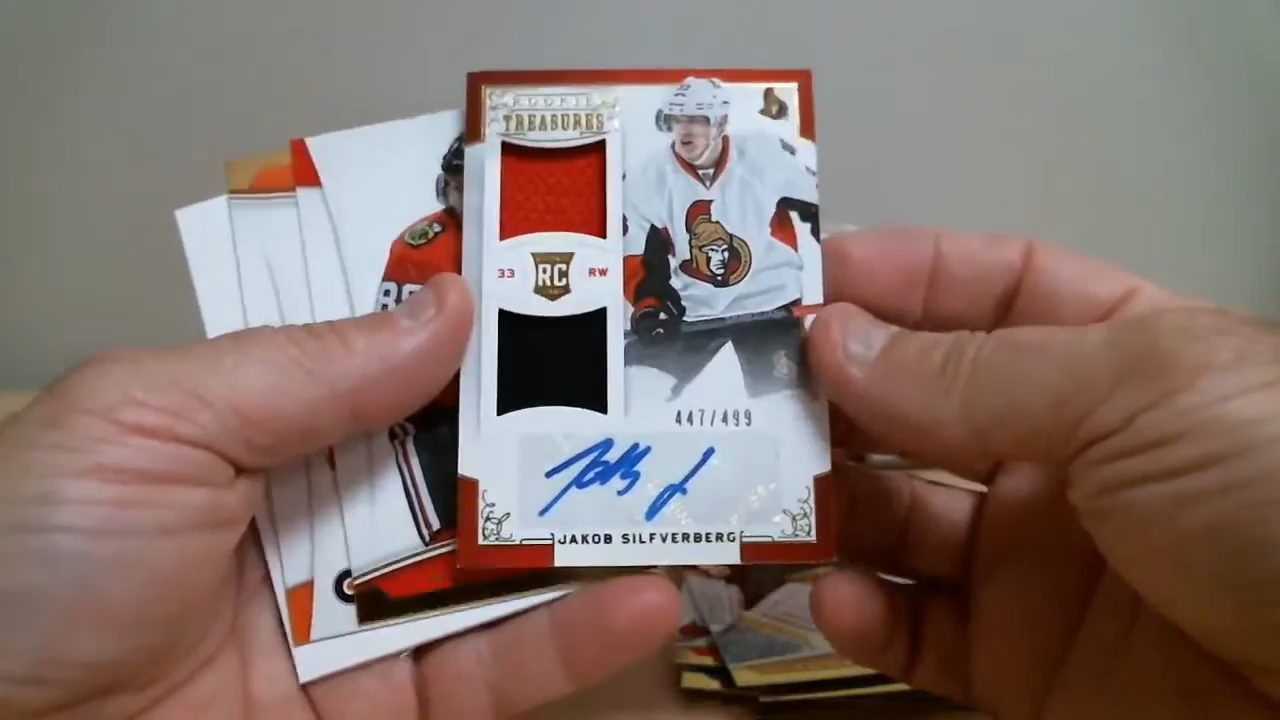 ROOKIE
TREASURES
33 RC RW
447/499
JAKOB SILFVERBERG